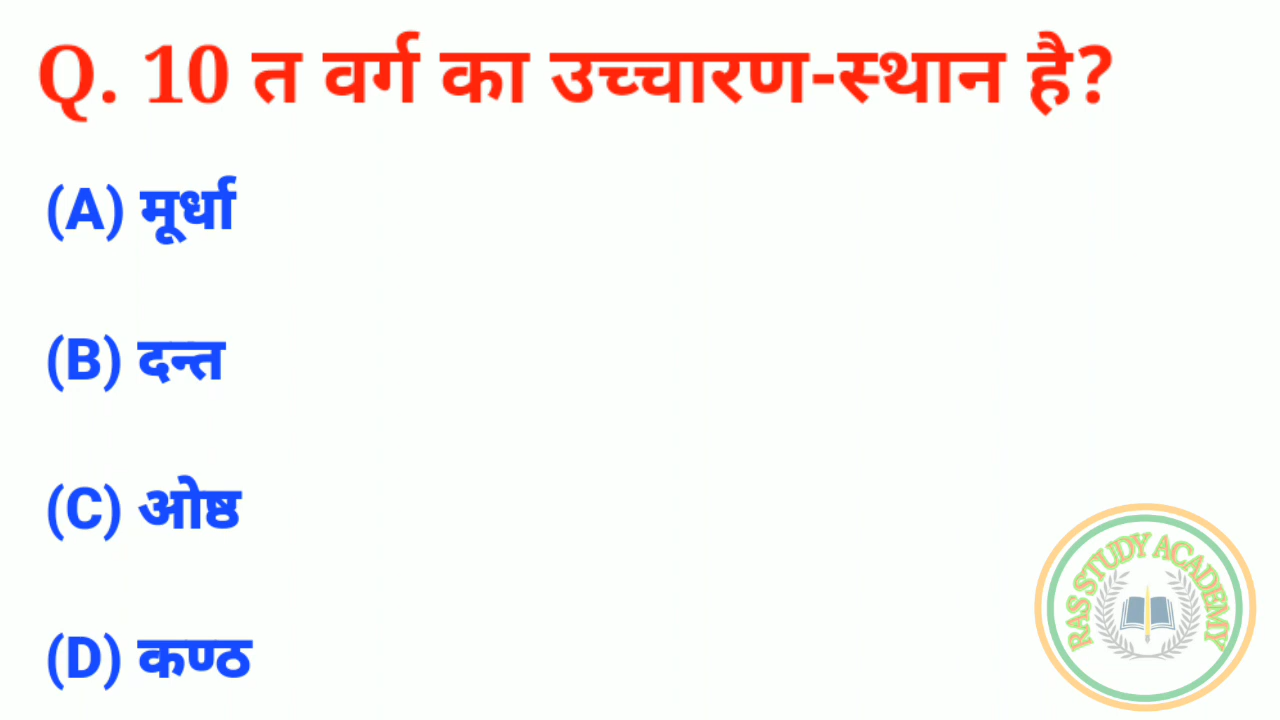 Q. 10 त वर्ग का उच्चारण-स्थान है?
(A) मूर्धा
(B) दन्त
(C) ओष्ठ
(D) कण्ठ
RAS STUDY ACADEMY